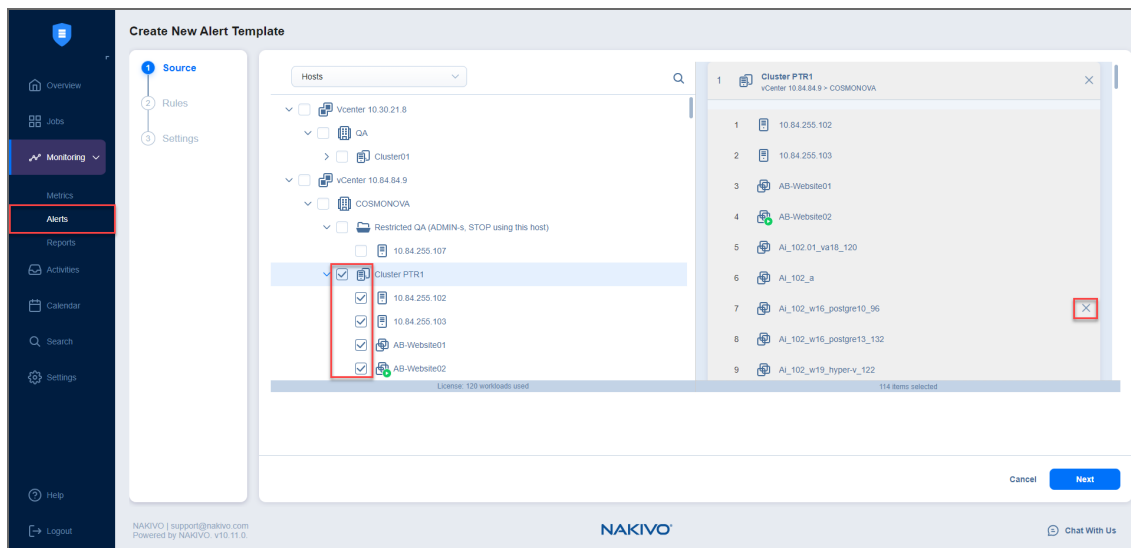 Create New Alert Template
Overview
Jobs
Monitoring
Metrics
Alerts
Reports
Activities
Calendar
Search
Settings
Help
Logout
1 Source
2 Rules
3 Settings
Hosts
Vcenter 10.30.21.8
QA
Cluster01
vCenter 10.84.84.9
COSMONOVA
Restricted QA (ADMIN-s, STOP using this host)
10.84.255.107
Cluster PTR1
10.84.255.102
10.84.255.103
AB-Website01
AB-Website02
License: 120 workloads used
1 Cluster PTR1
vCenter 10.84.84.9 > COSMONOVA
1 10.84.255.102
2 10.84.255.103
3 AB-Website01
4 AB-Website02
5 Ai_102.01_va18_120
6 Ai_102_a
7 Ai_102_w16_postgre10_96
8 Ai_102_w16_postgre13_132
9 Ai_102_w19_hyper-v_122
114 items selected
Cancel
Next
NAKIVO | support@nakivo.com
Powered by NAKIVO. v10.11.0.
NAKIVO
Chat With Us